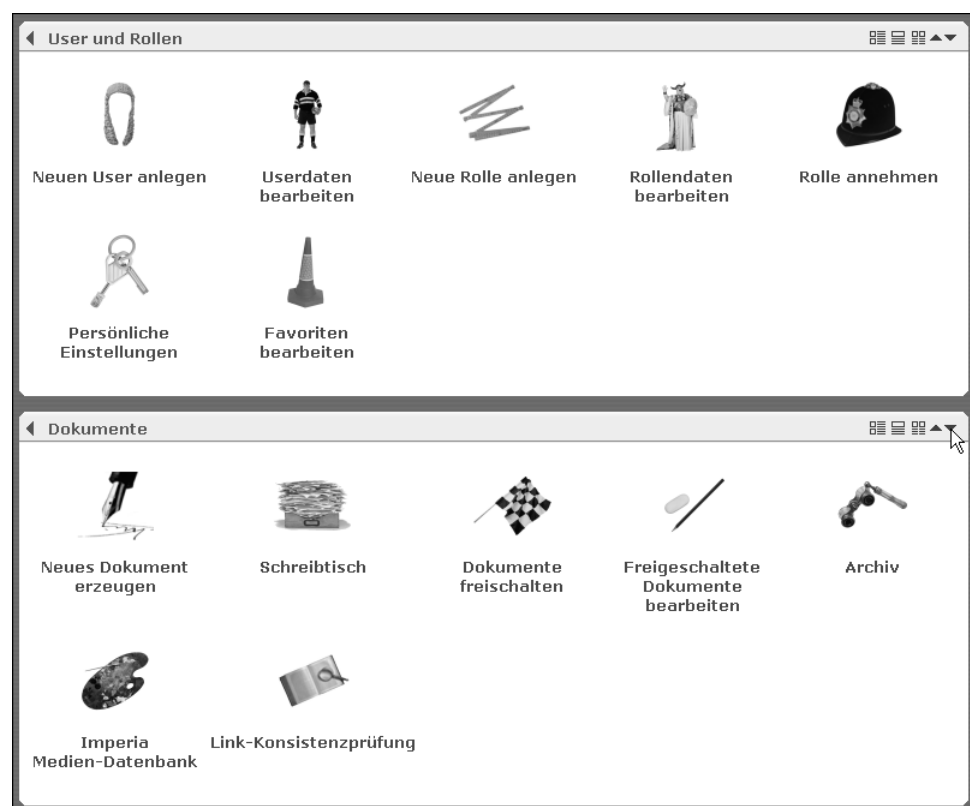 User und Rollen
Neuen User anlegen
Userdaten
bearbeiten
Neue Rolle anlegen
Rollendaten
bearbeiten
Rolle annehmen
Persönliche
Einstellungen
Favoriten
bearbeiten
Dokumente
Neues Dokument
erzeugen
Schreibtisch
Dokumente
freischalten
Freigeschaltete
Dokumente
bearbeiten
Archiv
Imperia
Medien-Datenbank
Link-Konsistenzprüfung